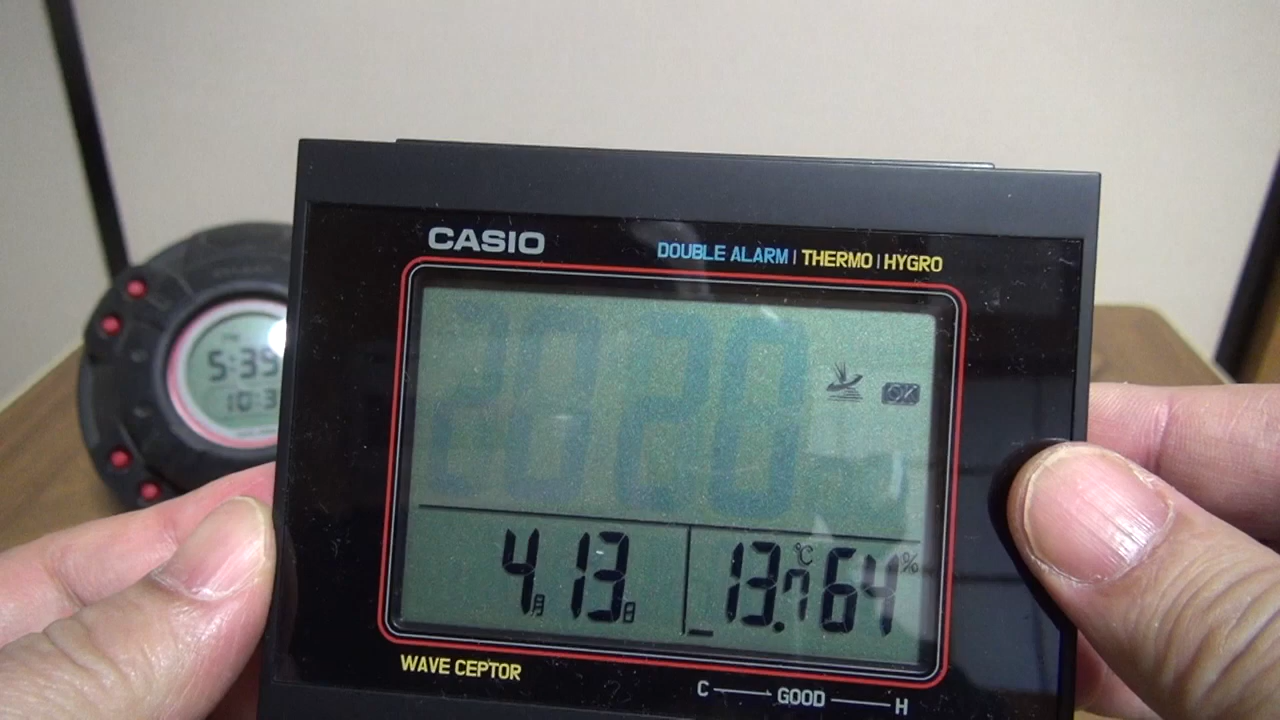 CASIO
DOUBLE ALARM | THERMO | HYGRO
2020
OK
4月 13日 13.7℃ 64%
WAVE CEPTOR
C GOOD H
5:39
10:3